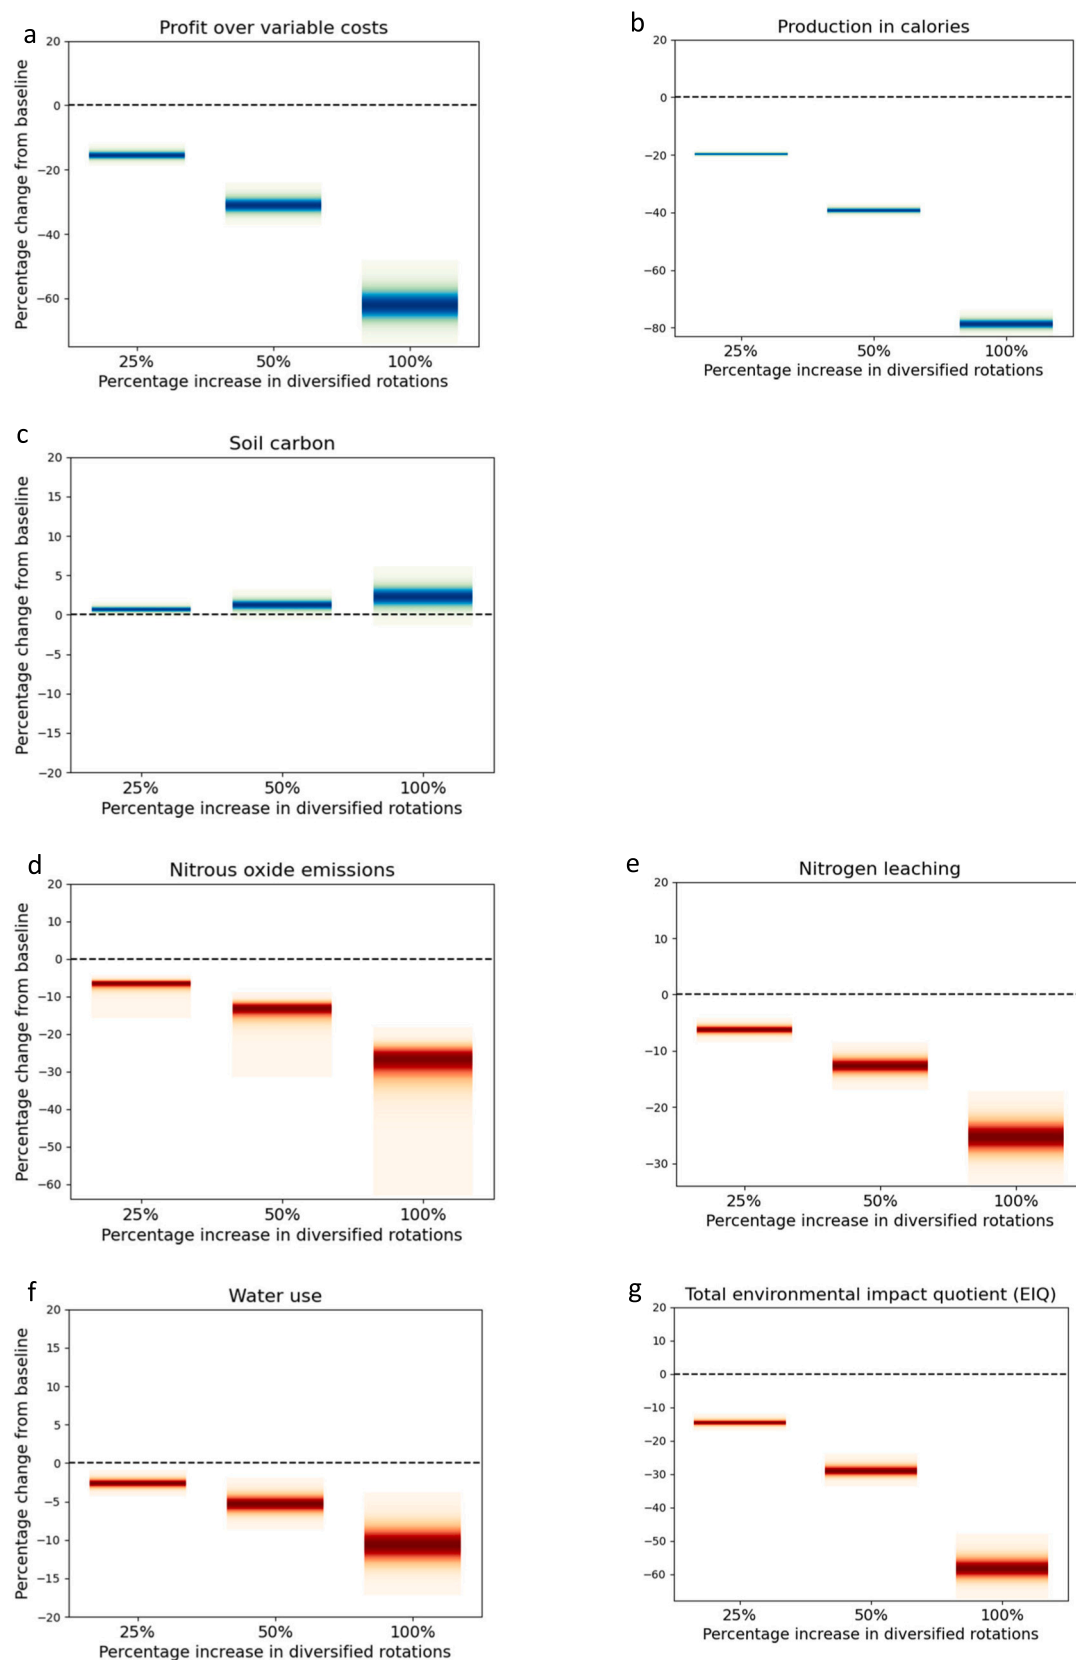 a
Profit over variable costs
20
0
−20
−40
−60
Percentage change from baseline
25%
50%
100%
Percentage increase in diversified rotations
b
Production in calories
20
0
−20
−40
−60
−80
25%
50%
100%
Percentage increase in diversified rotations
c
Soil carbon
20
15
10
5
0
−5
−10
−15
−20
Percentage change from baseline
25%
50%
100%
Percentage increase in diversified rotations
d
Nitrous oxide emissions
20
10
0
−10
−20
−30
−40
−50
−60
Percentage change from baseline
25%
50%
100%
Percentage increase in diversified rotations
e
Nitrogen leaching
20
10
0
−10
−20
−30
25%
50%
100%
Percentage increase in diversified rotations
f
Water use
20
15
10
5
0
−5
−10
−15
−20
Percentage change from baseline
25%
50%
100%
Percentage increase in diversified rotations
g
Total environmental impact quotient (EIQ)
20
10
0
−10
−20
−30
−40
−50
−60
25%
50%
100%
Percentage increase in diversified rotations